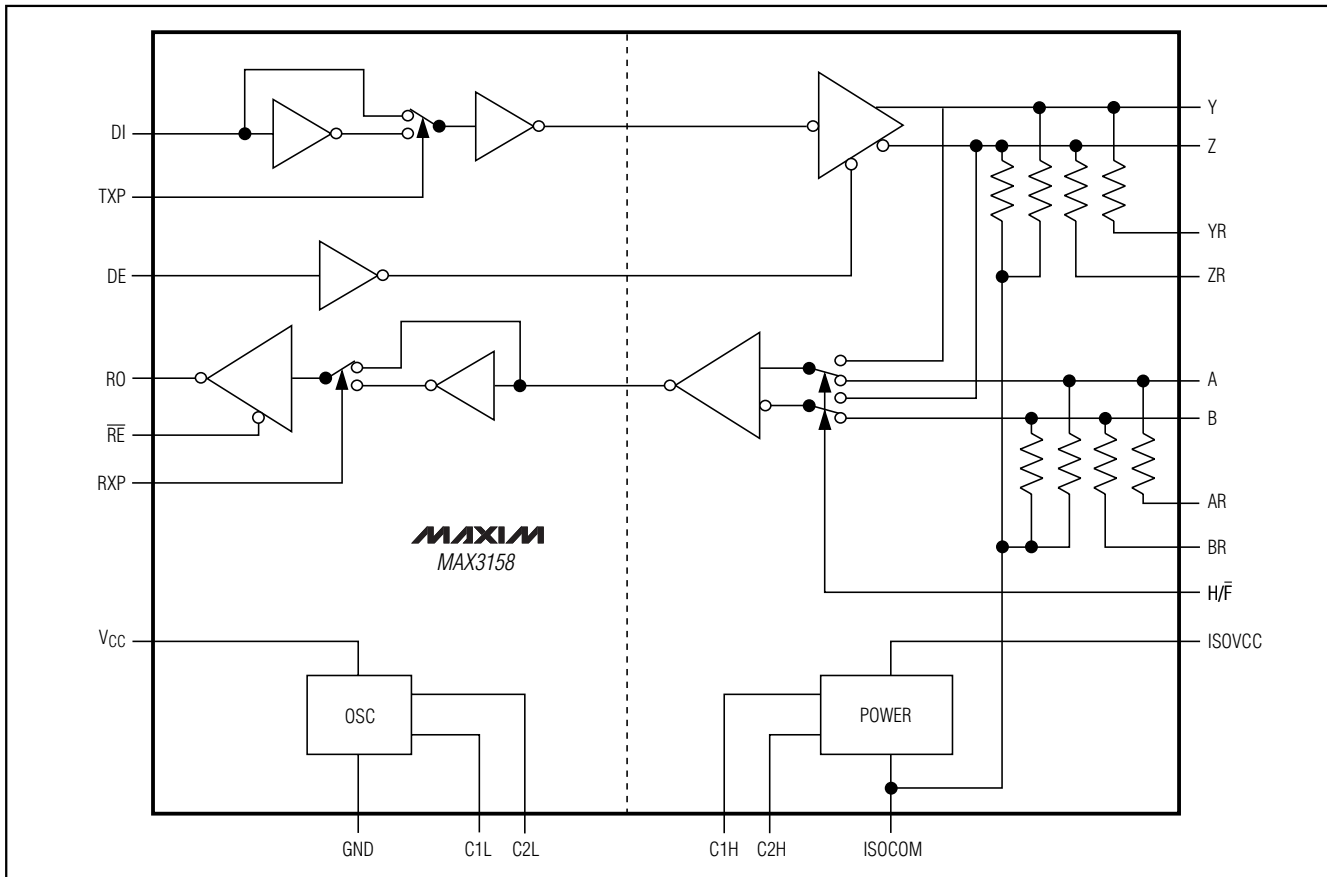 DI
TXP
DE
RO
R̅E̅
RXP
VCC
Y
Z
YR
ZR
A
B
AR
BR
H/F̅
ISOVCC
MAXIM
MAX3158
OSC
POWER
GND
C1L
C2L
C1H
C2H
ISOCOM